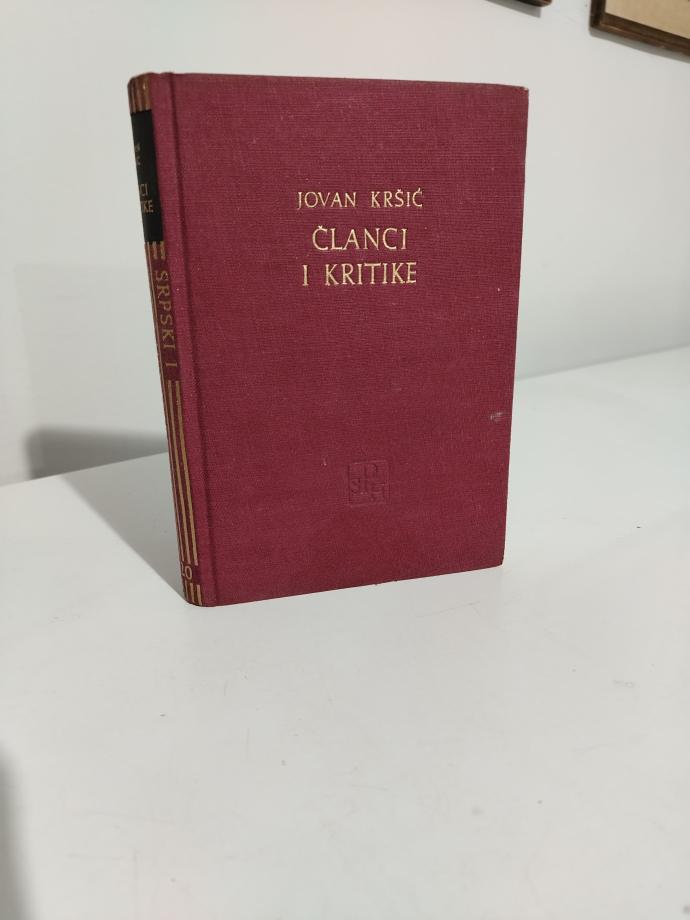 JOVAN KRŠIĆ
ČLANCI
I KRITIKE
SRPSKI I